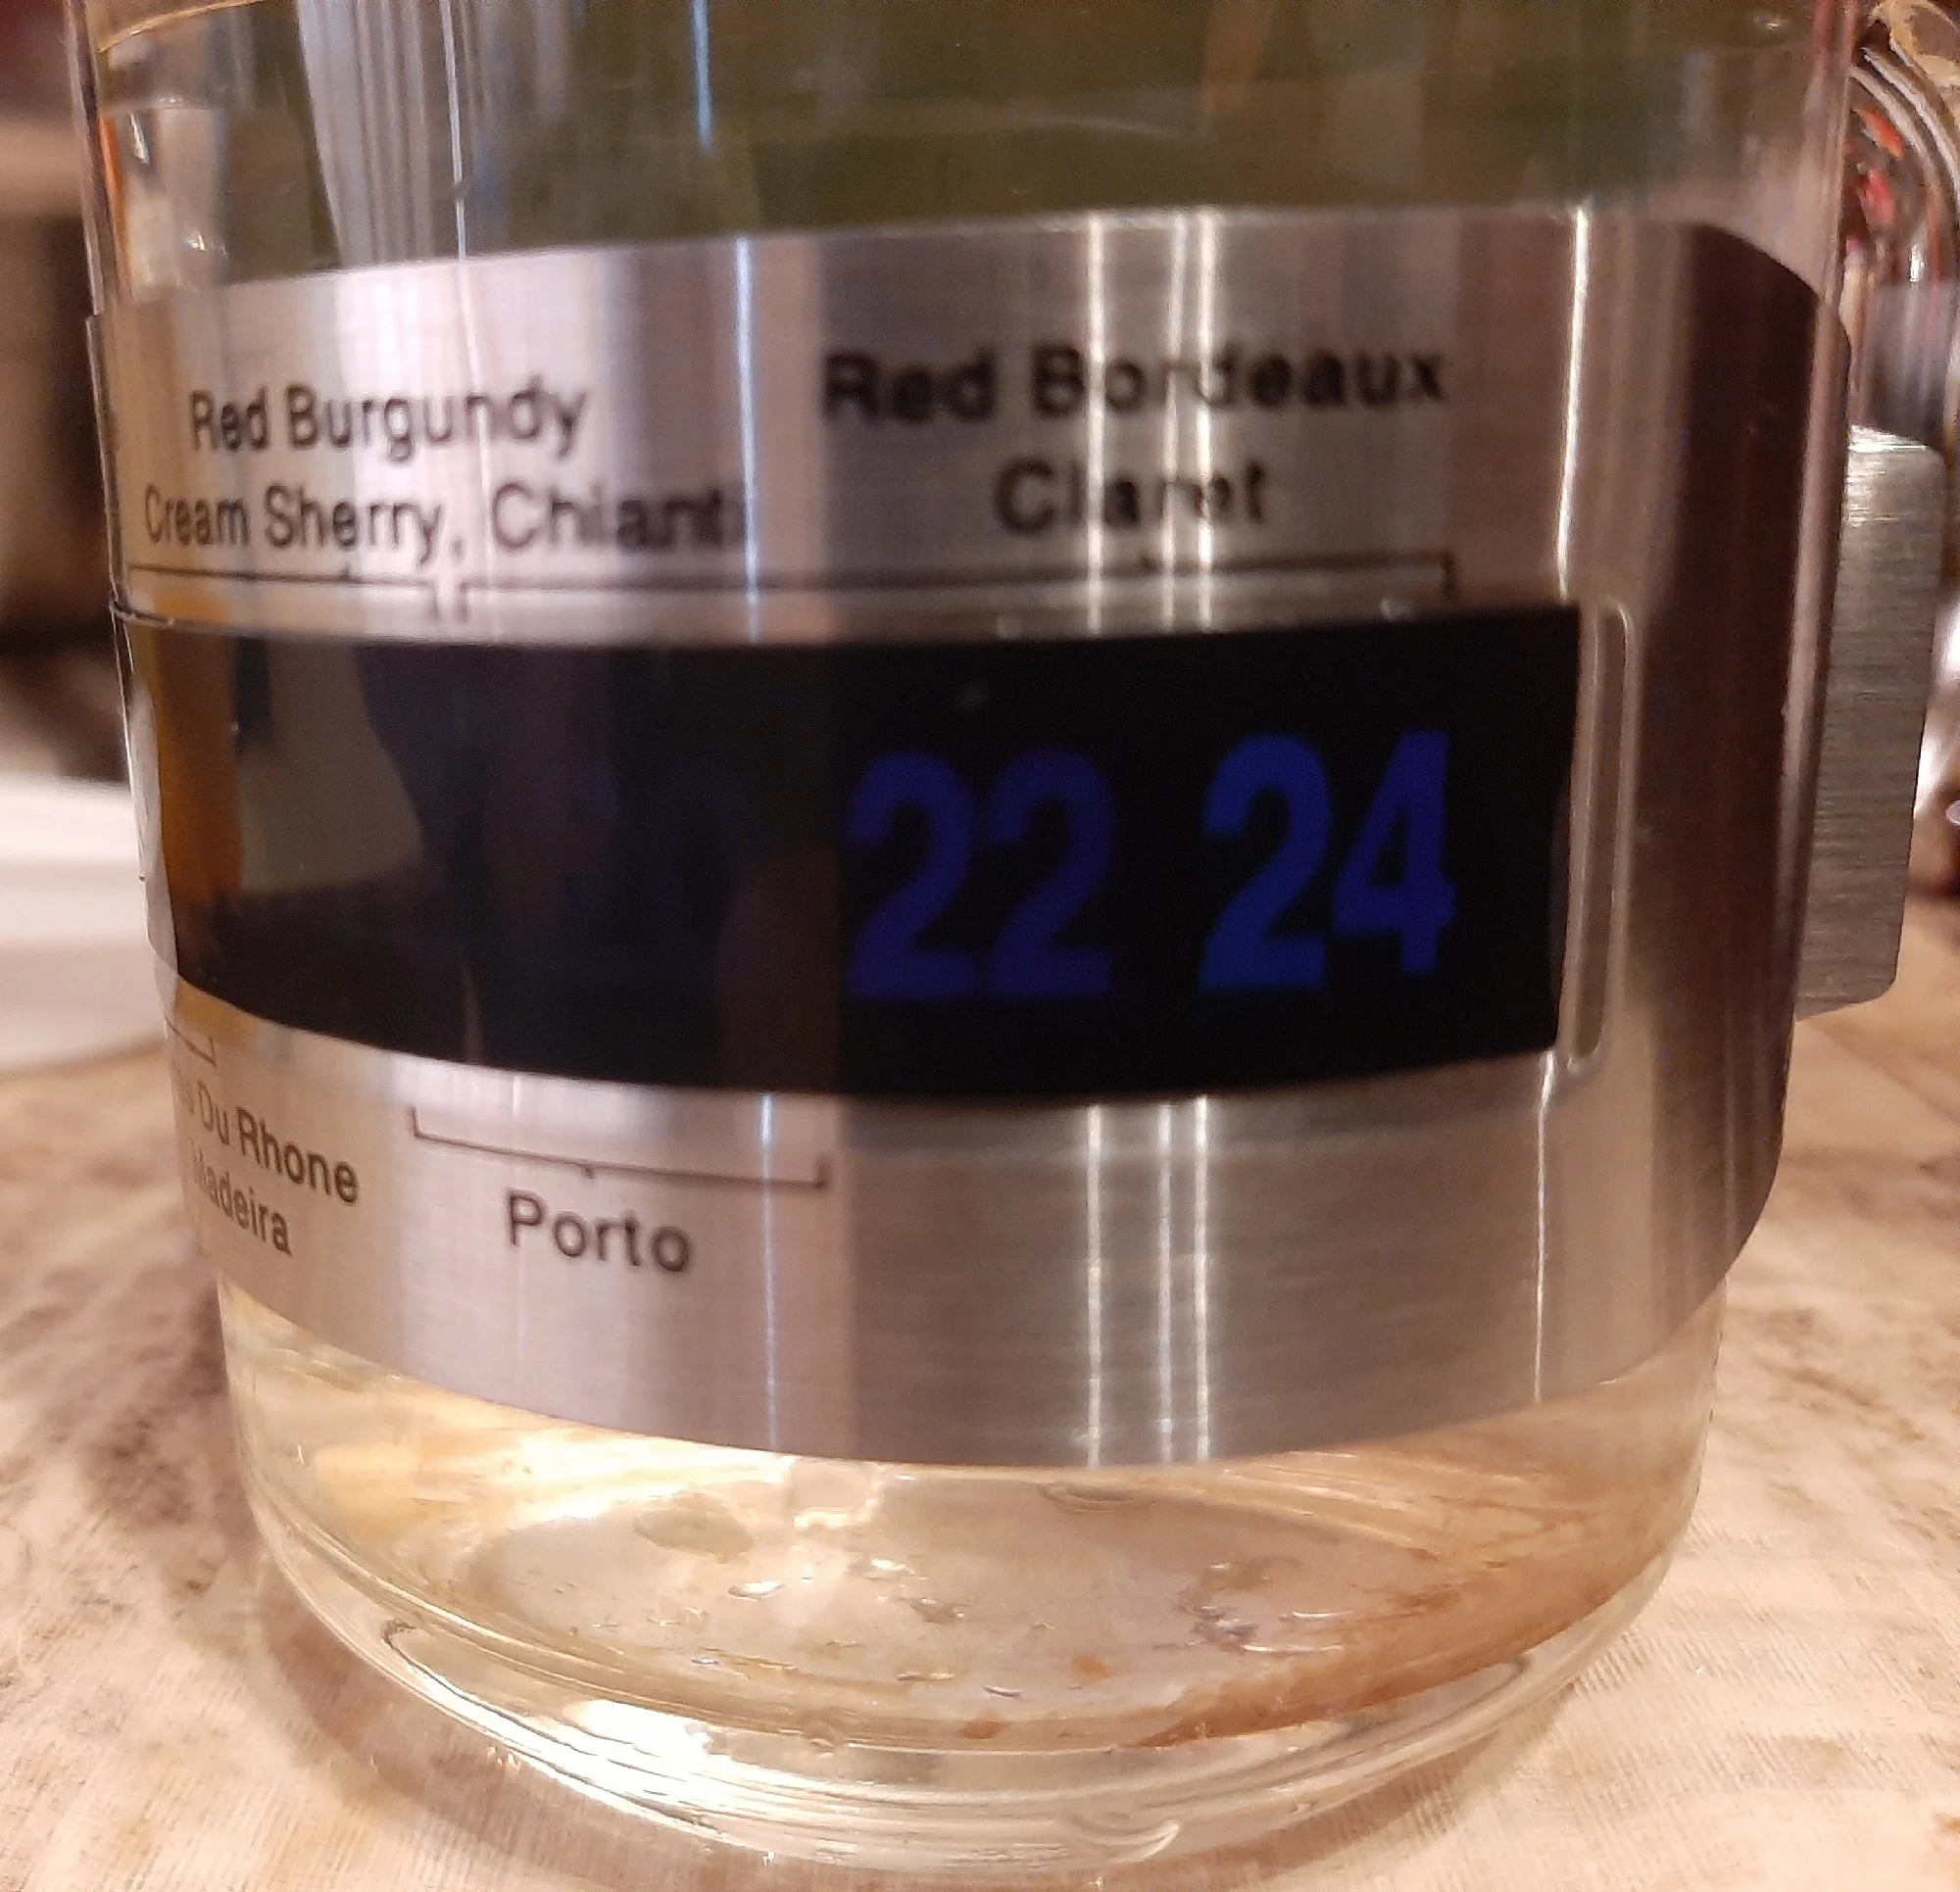 Red Burgundy
Cream Sherry, Chianti
Red Bordeaux
Claret
22 24
Du Rhone
Madeira
Porto